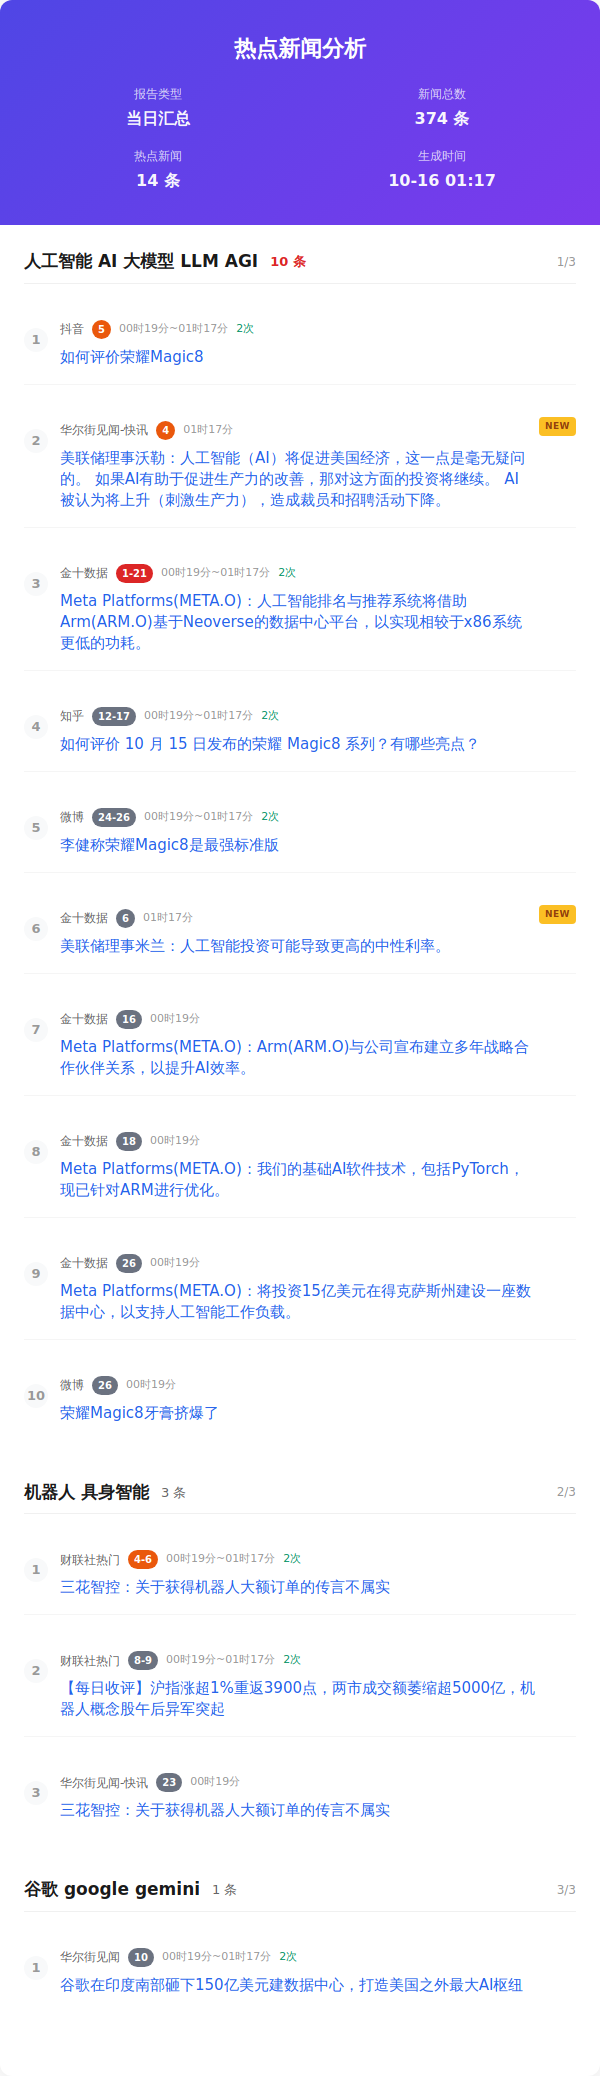 热点新闻分析
报告类型
新闻总数
当日汇总
374 条
热点新闻
生成时间
14 条
10-16 01:17
人工智能 AI 大模型 LLM AGI 10 条 1/3
1
抖音 5 00时19分~01时17分 2次
如何评价荣耀Magic8
2
华尔街见闻-快讯 4 01时17分 NEW
美联储理事沃勒：人工智能（AI）将促进美国经济，这一点是毫无疑问
的。 如果AI有助于促进生产力的改善，那对这方面的投资将继续。 AI
被认为将上升（刺激生产力），造成裁员和招聘活动下降。
3
金十数据 1-21 00时19分~01时17分 2次
Meta Platforms(META.O)：人工智能排名与推荐系统将借助
Arm(ARM.O)基于Neoverse的数据中心平台，以实现相较于x86系统
更低的功耗。
4
知乎 12-17 00时19分~01时17分 2次
如何评价 10 月 15 日发布的荣耀 Magic8 系列？有哪些亮点？
5
微博 24-26 00时19分~01时17分 2次
李健称荣耀Magic8是最强标准版
6
金十数据 6 01时17分 NEW
美联储理事米兰：人工智能投资可能导致更高的中性利率。
7
金十数据 16 00时19分
Meta Platforms(META.O)：Arm(ARM.O)与公司宣布建立多年战略合
作伙伴关系，以提升AI效率。
8
金十数据 18 00时19分
Meta Platforms(META.O)：我们的基础AI软件技术，包括PyTorch，
现已针对ARM进行优化。
9
金十数据 26 00时19分
Meta Platforms(META.O)：将投资15亿美元在得克萨斯州建设一座数
据中心，以支持人工智能工作负载。
10
微博 26 00时19分
荣耀Magic8牙膏挤爆了
机器人 具身智能 3 条 2/3
1
财联社热门 4-6 00时19分~01时17分 2次
三花智控：关于获得机器人大额订单的传言不属实
2
财联社热门 8-9 00时19分~01时17分 2次
【每日收评】沪指涨超1%重返3900点，两市成交额萎缩超5000亿，机
器人概念股午后异军突起
3
华尔街见闻-快讯 23 00时19分
三花智控：关于获得机器人大额订单的传言不属实
谷歌 google gemini 1 条 3/3
1
华尔街见闻 10 00时19分~01时17分 2次
谷歌在印度南部砸下150亿美元建数据中心，打造美国之外最大AI枢纽